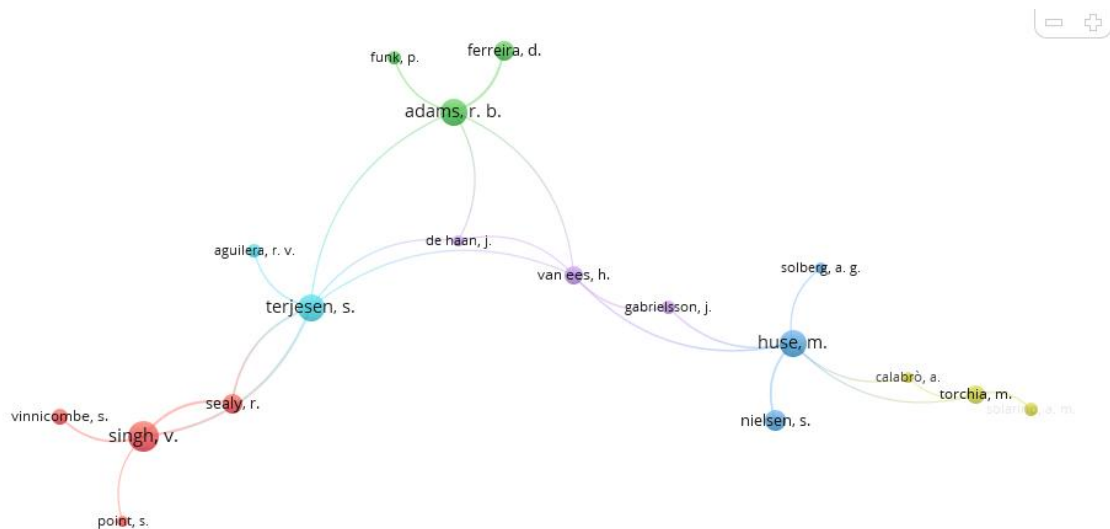 funk, p.
ferreira, d.
adams, r. b.
aguilera, r. v.
de haan, j.
van ees, h.
solberg, a. g.
terjesen, s.
gabrielsson, j.
huse, m.
calabrò, a.
torchia, m.
solarino, a. m.
vinnicombe, s.
sealy, r.
nielsen, s.
singh, v.
point, s.